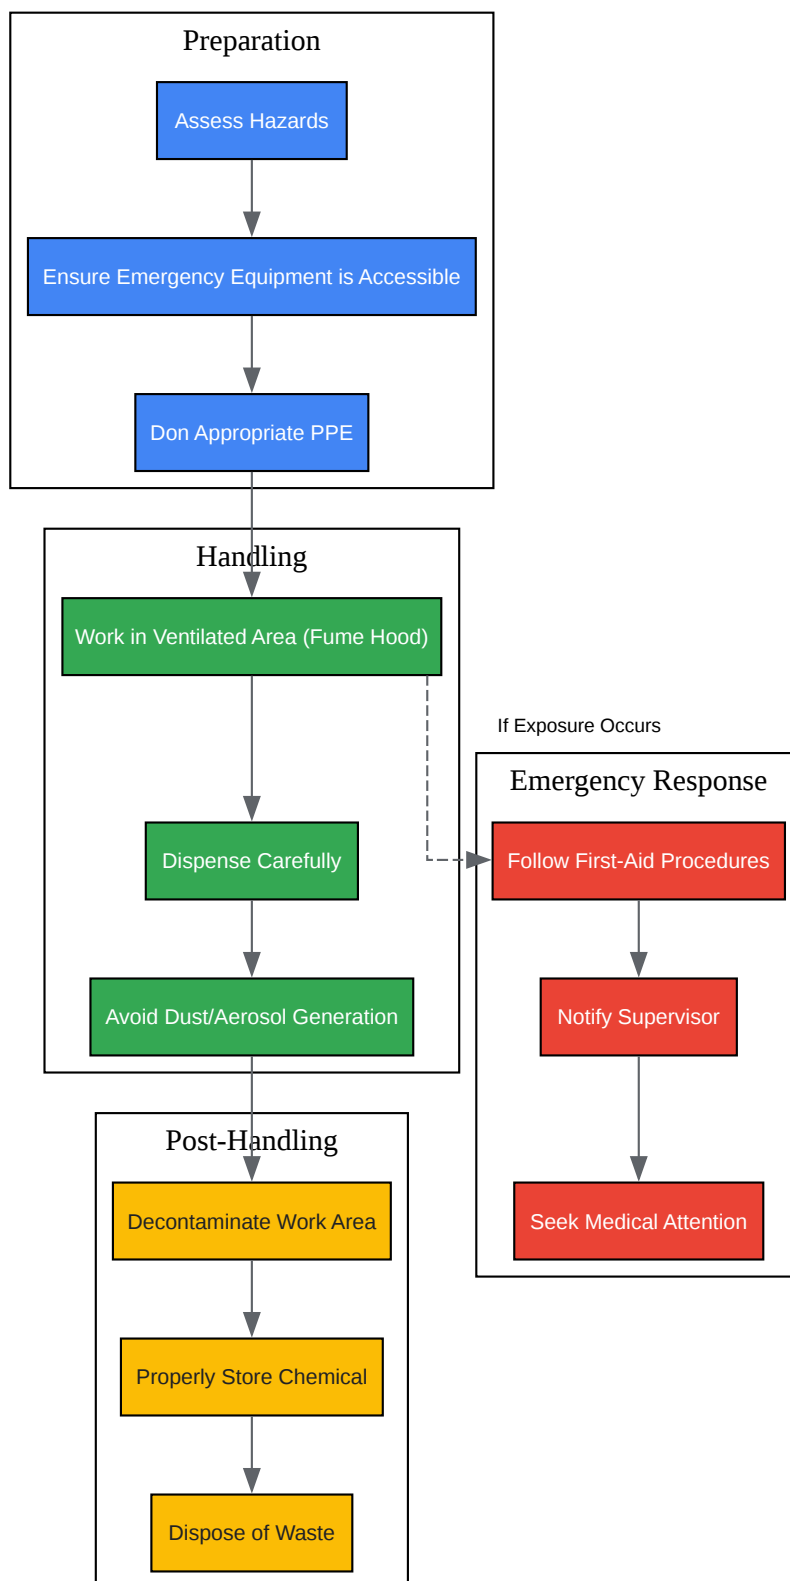 Preparation
Assess Hazards
Ensure Emergency Equipment is Accessible
Don Appropriate PPE
Handling
Work in Ventilated Area (Fume Hood)
If Exposure Occurs
Emergency Response
Dispense Carefully
Follow First-Aid Procedures
Avoid Dust/Aerosol Generation
Notify Supervisor
Post-Handling
Decontaminate Work Area
Seek Medical Attention
Properly Store Chemical
Dispose of Waste